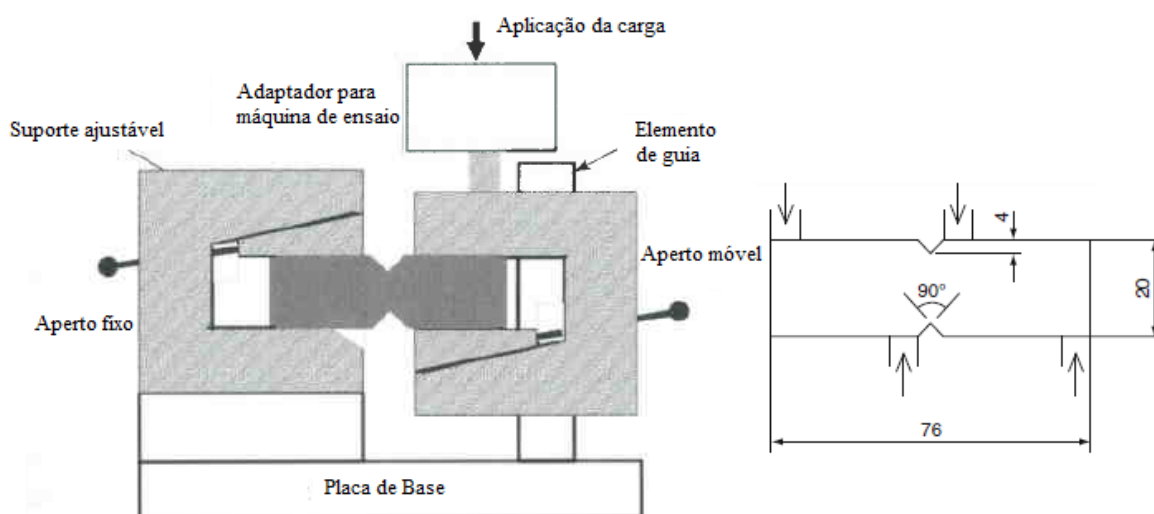 Aplicação da carga
Adaptador para
máquina de ensaio
Suporte ajustável
Elemento
de guia
Aperto móvel
Aperto fixo
Placa de Base
4
90°
20
76